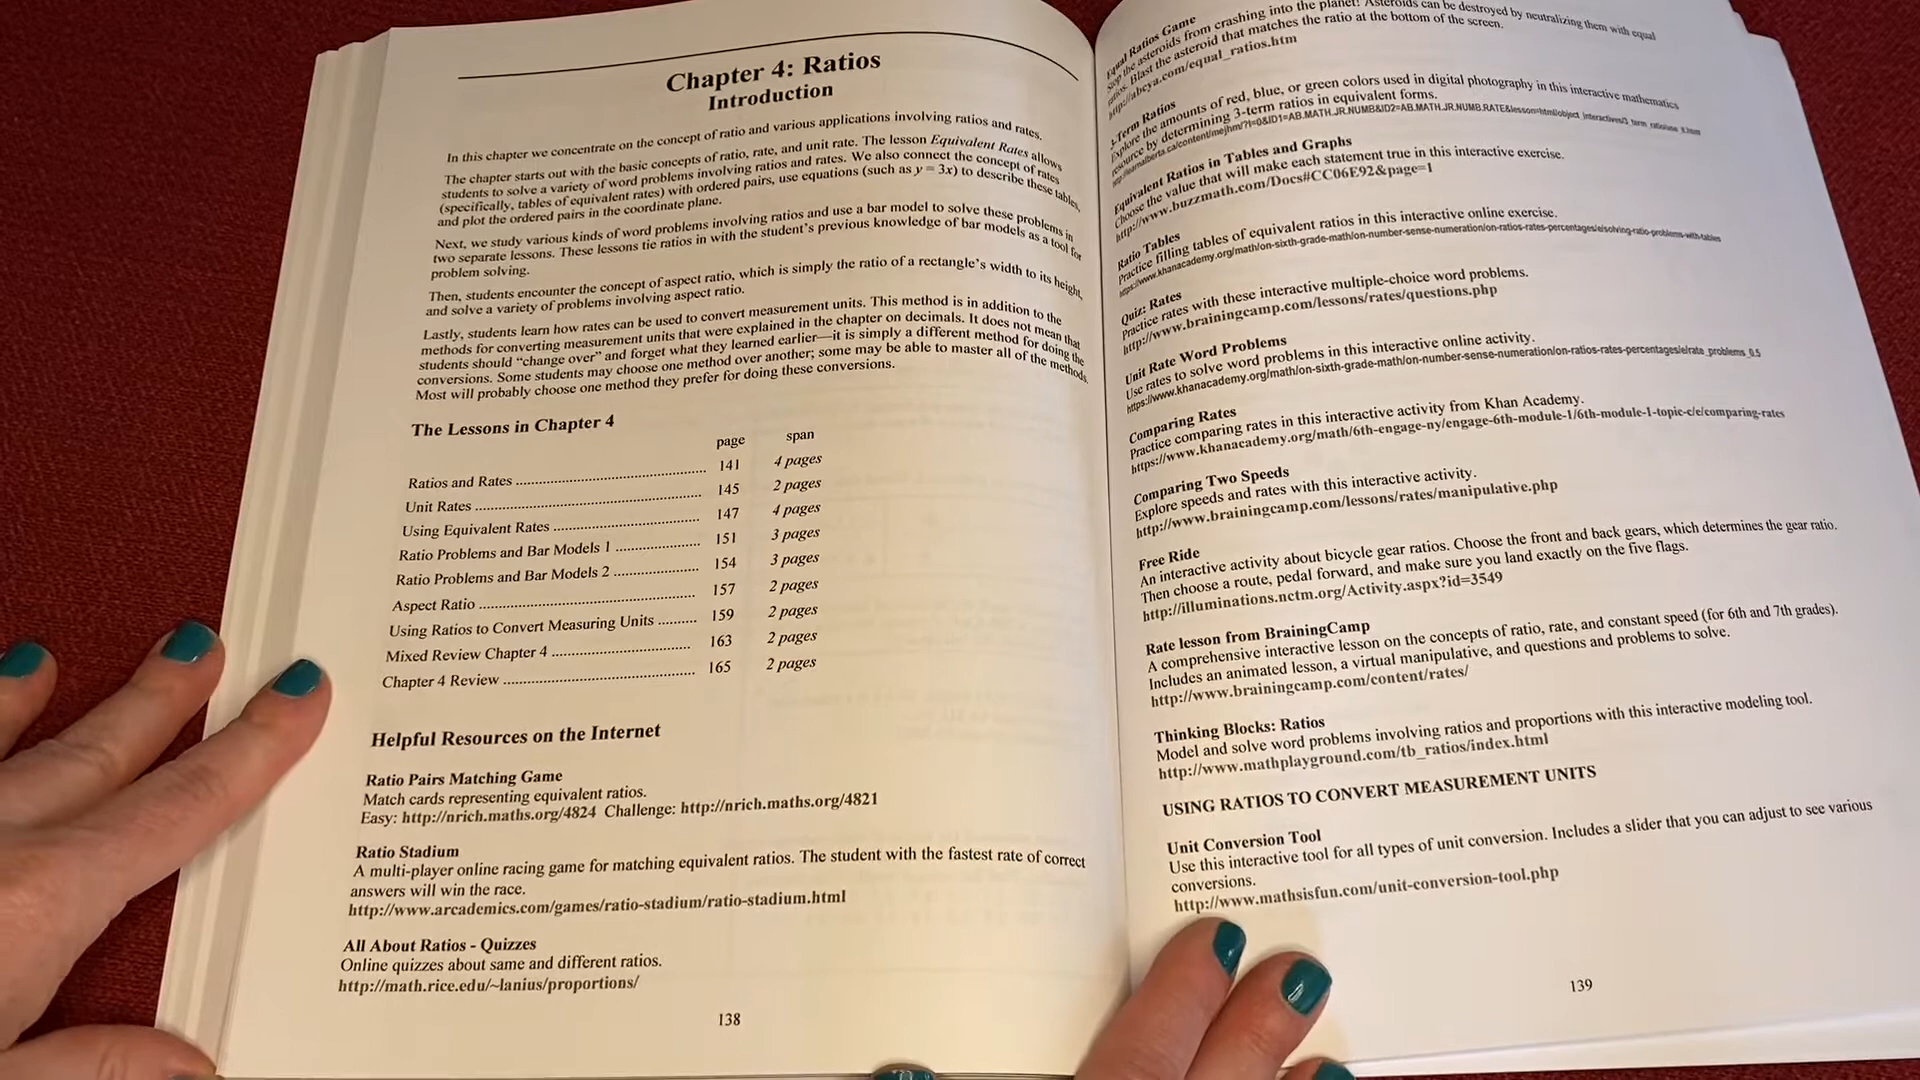 Chapter 4: Ratios
Introduction
In this chapter we concentrate on the concept of ratio and various applications involving ratios and rates.
The chapter starts out with the basic concepts of ratio, rate, and unit rate. The lesson Equivalent Rates allows
students to solve a variety of word problems involving ratios and rates. We also connect the concept of rates
(specifically, tables of equivalent rates) with ordered pairs, use equations (such as y = 3x) to describe these tables,
and plot the ordered pairs in the coordinate plane.
Next, we study various kinds of word problems involving ratios and use a bar model to solve these problems in
two separate lessons. These lessons tie ratios in with the student's previous knowledge of bar models as a tool for
problem solving.
Then, students encounter the concept of aspect ratio, which is simply the ratio of a rectangle's width to its height,
and solve a variety of problems involving aspect ratio.
Lastly, students learn how rates can be used to convert measurement units. This method is in addition to the
methods for converting measurement units that were explained in the chapter on decimals. It does not mean that
students should “change over” and forget what they learned earlier—it is simply a different method for doing the
conversions. Some students may choose one method over another; some may be able to master all of the methods.
Most will probably choose one method they prefer for doing these conversions.
The Lessons in Chapter 4
page span
Ratios and Rates ........ 141 4 pages
Unit Rates ........ 145 2 pages
Using Equivalent Rates ........ 147 4 pages
Ratio Problems and Bar Models 1 ........ 151 3 pages
Ratio Problems and Bar Models 2 ........ 154 3 pages
Aspect Ratio ........ 157 2 pages
Using Ratios to Convert Measuring Units ........ 159 2 pages
Mixed Review Chapter 4 ........ 163 2 pages
Chapter 4 Review ........ 165 2 pages
Helpful Resources on the Internet
Ratio Pairs Matching Game
Match cards representing equivalent ratios.
Easy: http://nrich.maths.org/4824 Challenge: http://nrich.maths.org/4821
Ratio Stadium
A multi-player online racing game for matching equivalent ratios. The student with the fastest rate of correct
answers will win the race.
http://www.arcademics.com/games/ratio-stadium/ratio-stadium.html
All About Ratios - Quizzes
Online quizzes about same and different ratios.
http://math.rice.edu/~lanius/proportions/
138
Equal Ratios Game
Stop the asteroids from crashing into the planet! Asteroids can be destroyed by neutralizing them with equal
ratios. Blast the asteroid that matches the ratio at the bottom of the screen.
http://abcya.com/equal_ratios.htm
3-Term Ratios
Explore the amounts of red, blue, or green colors used in digital photography in this interactive mathematics
resource by determining 3-term ratios in equivalent forms.
Equivalent Ratios in Tables and Graphs
Choose the value that will make each statement true in this interactive exercise.
http://www.buzzmath.com/Docs#CC06E92&page=1
Ratio Tables
Practice filling tables of equivalent ratios in this interactive online exercise.
https://www.khanacademy.org/math/on-sixth-grade-math/on-number-sense-numeration/on-ratios-rates-percentages/e/solving-ratio-problems-with-tables
Quiz: Rates
Practice rates with these interactive multiple-choice word problems.
http://www.brainingcamp.com/lessons/rates/questions.php
Unit Rate Word Problems
Use rates to solve word problems in this interactive online activity.
https://www.khanacademy.org/math/on-sixth-grade-math/on-number-sense-numeration/on-ratios-rates-percentages/e/rate_problems_0.5
Comparing Rates
Practice comparing rates in this interactive activity from Khan Academy.
https://www.khanacademy.org/math/6th-engage-ny/engage-6th-module-1/6th-module-1-topic-c/e/comparing-rates
Comparing Two Speeds
Explore speeds and rates with this interactive activity.
http://www.brainingcamp.com/lessons/rates/manipulative.php
Free Ride
An interactive activity about bicycle gear ratios. Choose the front and back gears, which determines the gear ratio.
Then choose a route, pedal forward, and make sure you land exactly on the five flags.
http://illuminations.nctm.org/Activity.aspx?id=3549
Rate lesson from BrainingCamp
A comprehensive interactive lesson on the concepts of ratio, rate, and constant speed (for 6th and 7th grades).
Includes an animated lesson, a virtual manipulative, and questions and problems to solve.
http://www.brainingcamp.com/content/rates/
Thinking Blocks: Ratios
Model and solve word problems involving ratios and proportions with this interactive modeling tool.
http://www.mathplayground.com/tb_ratios/index.html
USING RATIOS TO CONVERT MEASUREMENT UNITS
Unit Conversion Tool
Use this interactive tool for all types of unit conversion. Includes a slider that you can adjust to see various
conversions.
http://www.mathsisfun.com/unit-conversion-tool.php
139